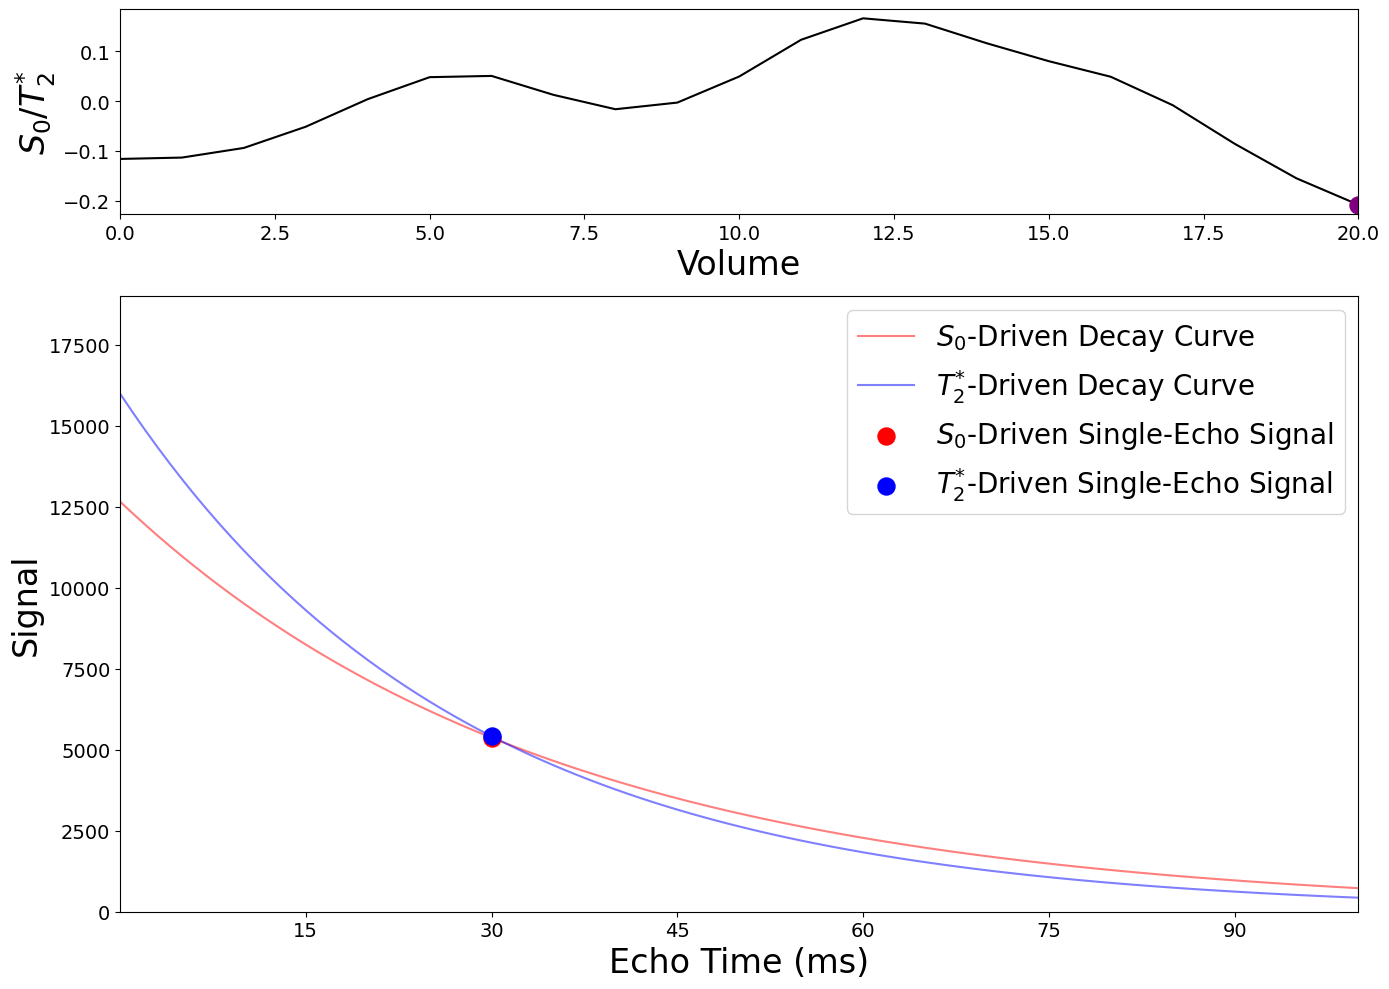 S₀/T₂*
0.1
0.0
−0.1
−0.2
0.0 2.5 5.0 7.5 10.0 12.5 15.0 17.5 20.0
Volume
S₀-Driven Decay Curve
T₂*-Driven Decay Curve
S₀-Driven Single-Echo Signal
T₂*-Driven Single-Echo Signal
Signal
17500
15000
12500
10000
7500
5000
2500
0
15 30 45 60 75 90
Echo Time (ms)